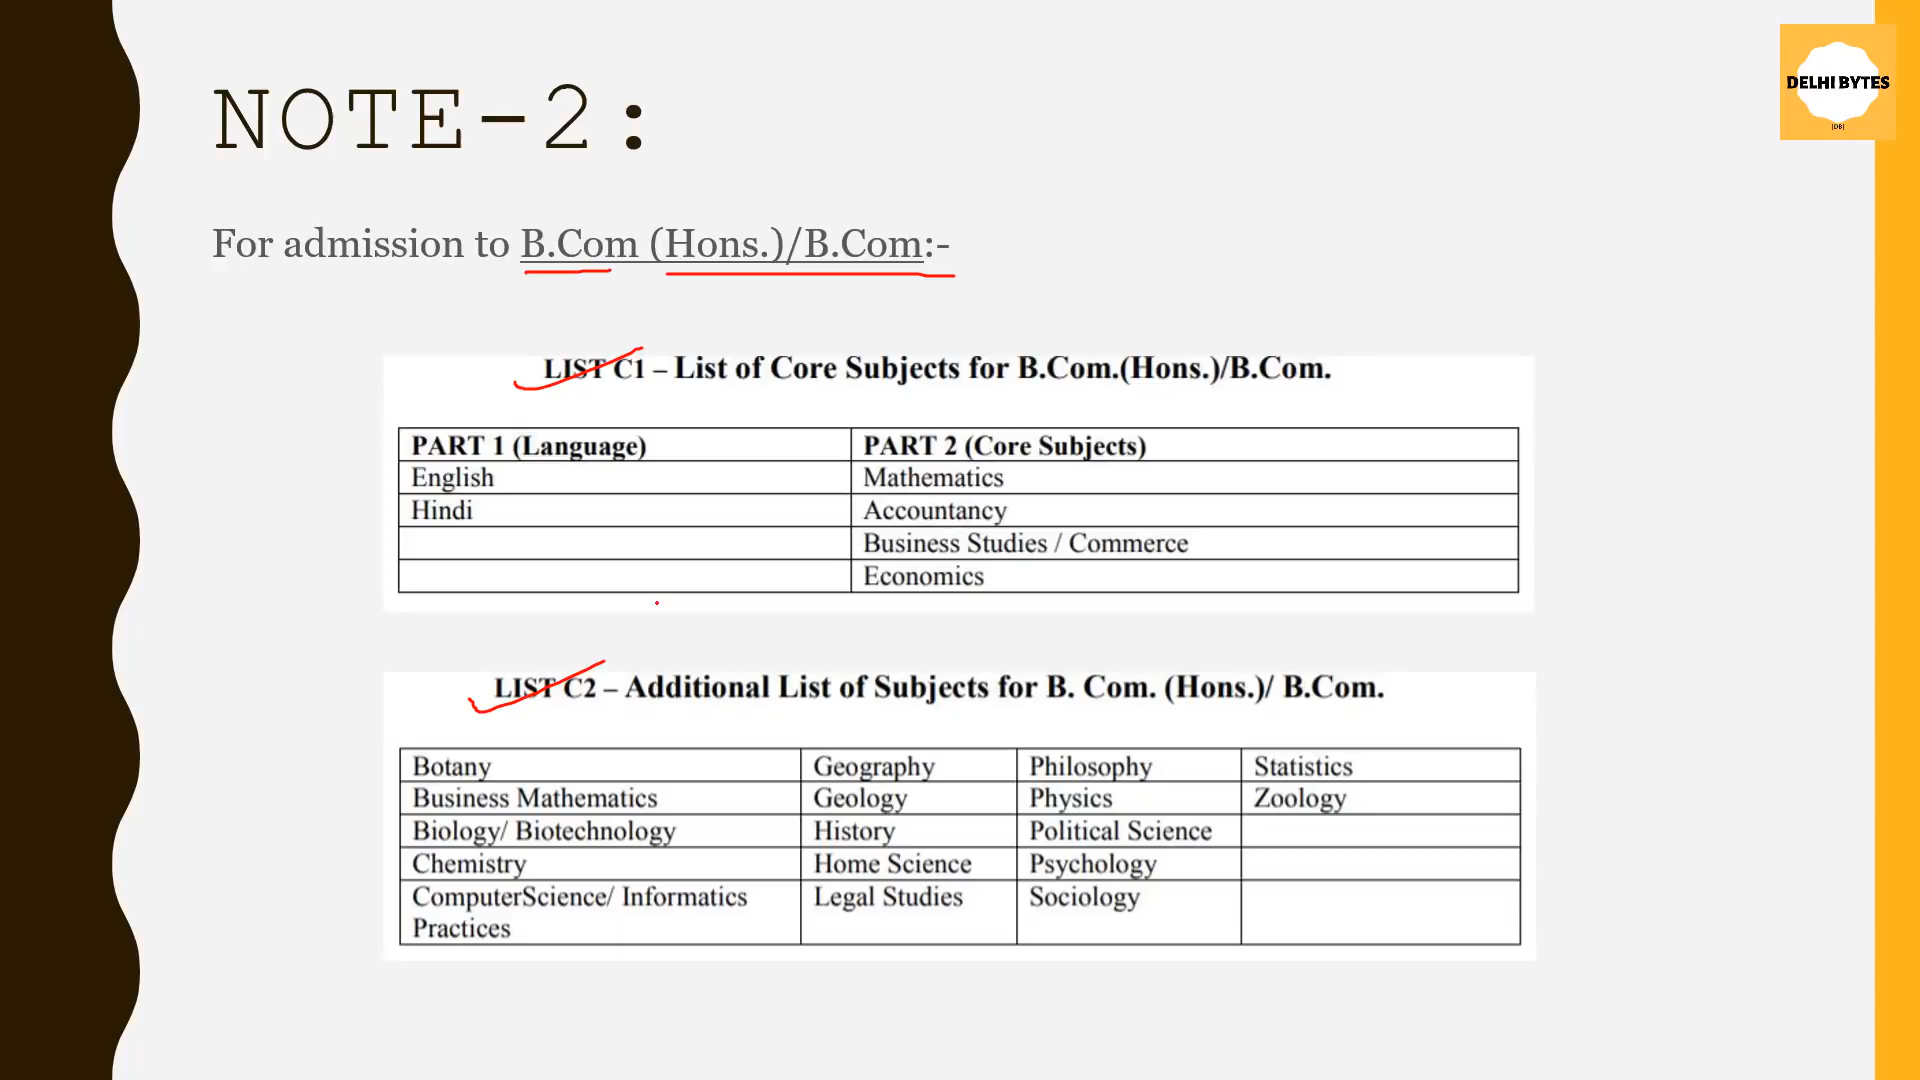 DELHI BYTES
(DB)
NOTE-2:
For admission to B.Com (Hons.)/B.Com:-
LIST C1 – List of Core Subjects for B.Com.(Hons.)/B.Com.
PART 1 (Language) PART 2 (Core Subjects)
English Mathematics
Hindi Accountancy
Business Studies / Commerce
Economics
LIST C2 – Additional List of Subjects for B. Com. (Hons.)/ B.Com.
Botany Geography Philosophy Statistics
Business Mathematics Geology Physics Zoology
Biology/ Biotechnology History Political Science
Chemistry Home Science Psychology
ComputerScience/ Informatics Legal Studies Sociology
Practices